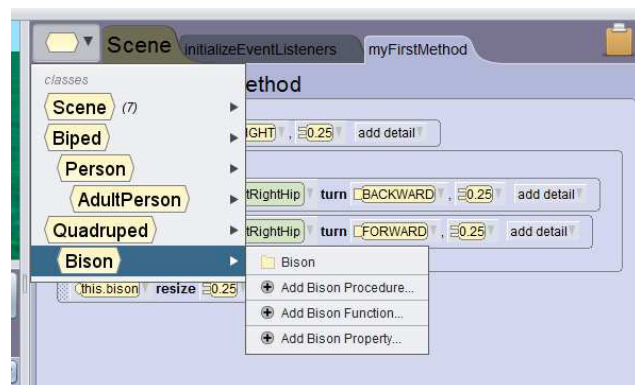 Scene initializeEventListeners myFirstMethod
classes
ethod
Scene (7)
Biped
IGHT , 0.25 add detail
Person
AdultPerson
tRightHip turn BACKWARD , 0.25 add detail
Quadruped
tRightHip turn FORWARD , 0.25 add detail
Bison
Bison
this.bison resize 0.25
Add Bison Procedure...
Add Bison Function...
Add Bison Property...